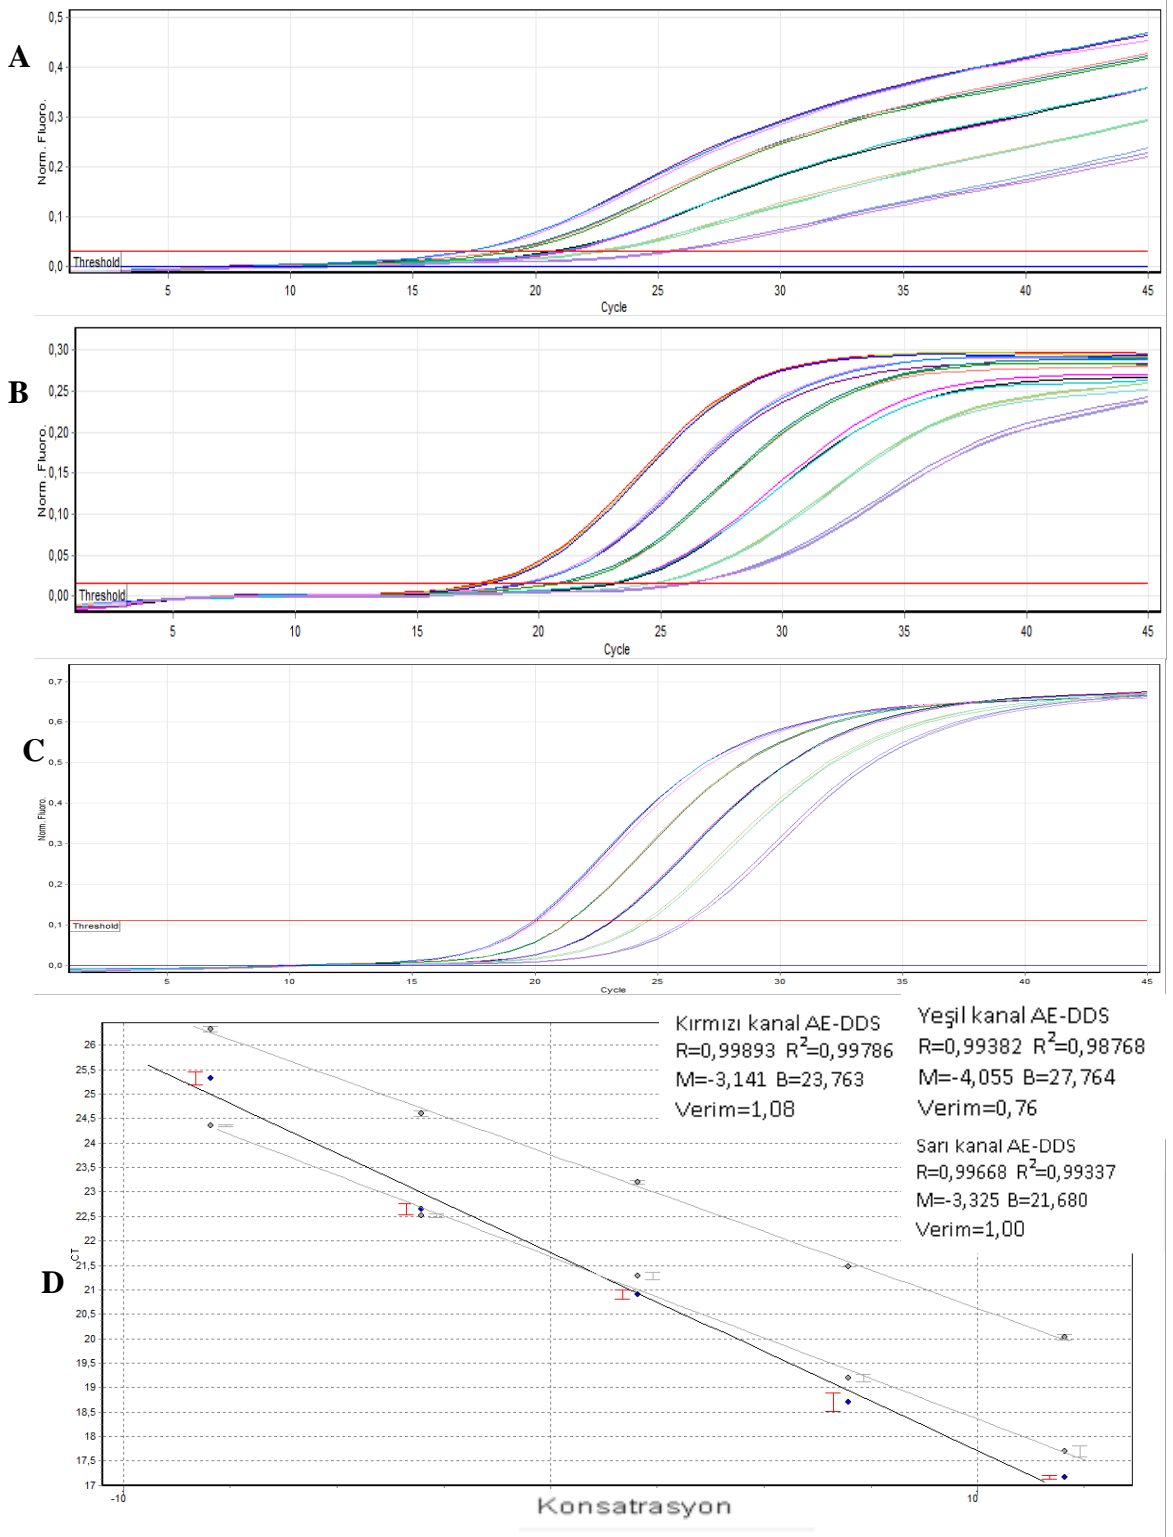 A
0,5
0,4
0,3
0,2
0,1
0,0
Norm. Fluoro.
Threshold
5 10 15 20 25 30 35 40 45
Cycle
B
0,30
0,25
0,20
0,15
0,10
0,05
0,00
Norm. Fluoro.
Threshold
5 10 15 20 25 30 35 40 45
Cycle
C
0,7
0,6
0,5
0,4
0,3
0,2
0,1
0,0
Norm. Fluoro.
Threshold
5 10 15 20 25 30 35 40 45
Cycle
Kırmızı kanal AE-DDS
R=0,99893 R²=0,99786
M=-3,141 B=23,763
Verim=1,08
Yeşil kanal AE-DDS
R=0,99382 R²=0,98768
M=-4,055 B=27,764
Verim=0,76
Sarı kanal AE-DDS
R=0,99668 R²=0,99337
M=-3,325 B=21,680
Verim=1,00
D
26
25,5
25
24,5
24
23,5
23
22,5
22
21,5
21
20,5
20
19,5
19
18,5
18
17,5
17
CT
-10 10
Konsatrasyon